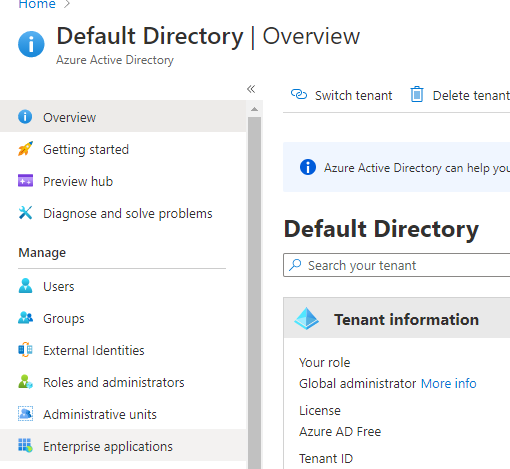 Home
Default Directory | Overview
Azure Active Directory
Overview
Getting started
Preview hub
Diagnose and solve problems
Manage
Users
Groups
External Identities
Roles and administrators
Administrative units
Enterprise applications
Switch tenant
Delete tenant
Azure Active Directory can help you
Default Directory
Search your tenant
Tenant information
Your role
Global administrator More info
License
Azure AD Free
Tenant ID